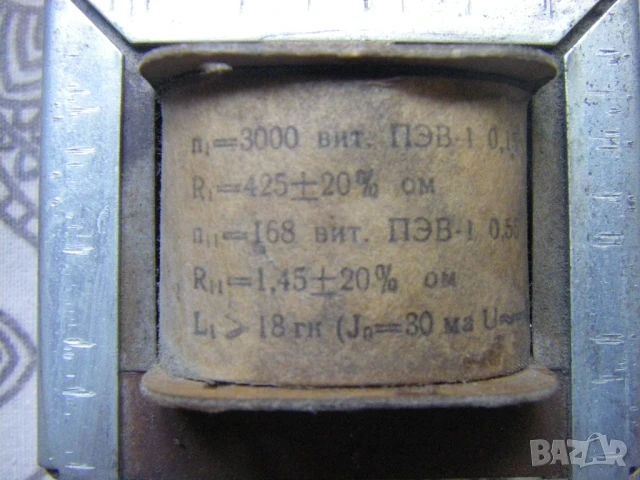 n₁=3000 вит. ПЭВ-1 0,1
R₁=425±20% ом
n₁₁=168 вит. ПЭВ-1 0,5
R₁₁=1,45±20% ом
L₁>18 гн (Jп=30 ма U≈
BAZAR